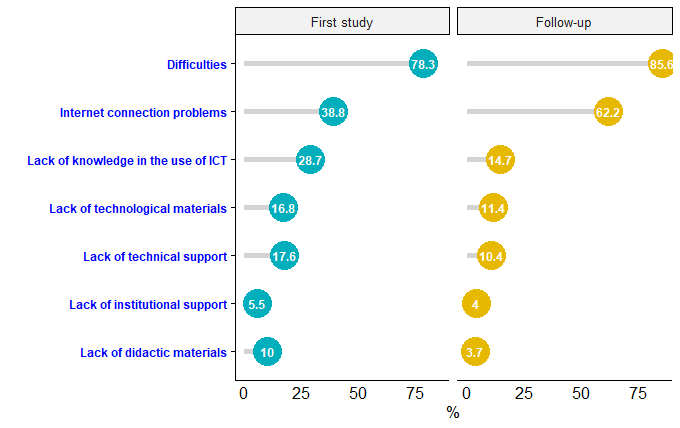 First study Follow-up
Difficulties 78.3 85.6
Internet connection problems 38.8 62.2
Lack of knowledge in the use of ICT 28.7 14.7
Lack of technological materials 16.8 11.4
Lack of technical support 17.6 10.4
Lack of institutional support 5.5 4
Lack of didactic materials 10 3.7
0 25 50 75 0 25 50 75
%